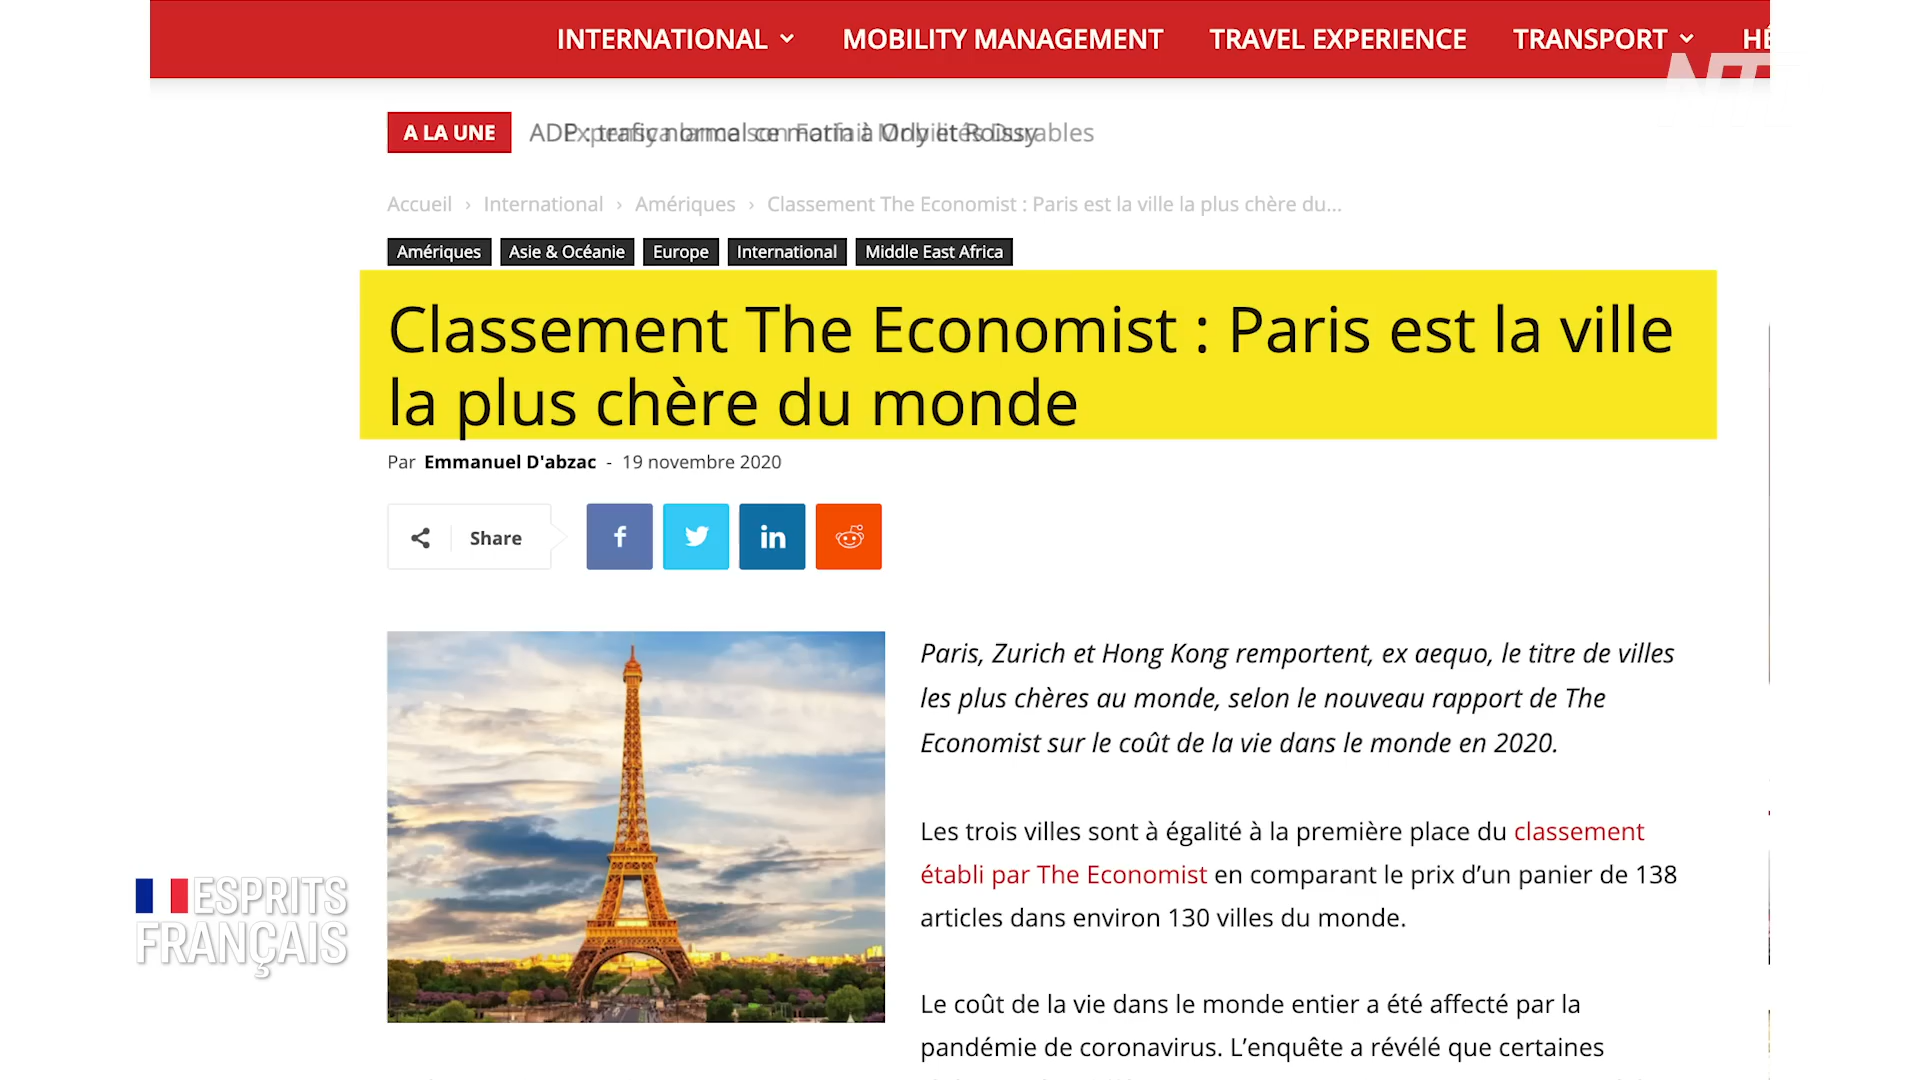 INTERNATIONAL
MOBILITY MANAGEMENT
TRAVEL EXPERIENCE
TRANSPORT
A LA UNE
Accueil › International › Amériques › Classement The Economist : Paris est la ville la plus chère du...
Amériques
Asie & Océanie
Europe
International
Middle East Africa
Classement The Economist : Paris est la ville
la plus chère du monde
Par Emmanuel D'abzac - 19 novembre 2020
Share
Paris, Zurich et Hong Kong remportent, ex aequo, le titre de villes
les plus chères au monde, selon le nouveau rapport de The
Economist sur le coût de la vie dans le monde en 2020.
Les trois villes sont à égalité à la première place du classement
établi par The Economist en comparant le prix d'un panier de 138
articles dans environ 130 villes du monde.
Le coût de la vie dans le monde entier a été affecté par la
pandémie de coronavirus. L'enquête a révélé que certaines
ESPRITS
FRANÇAIS